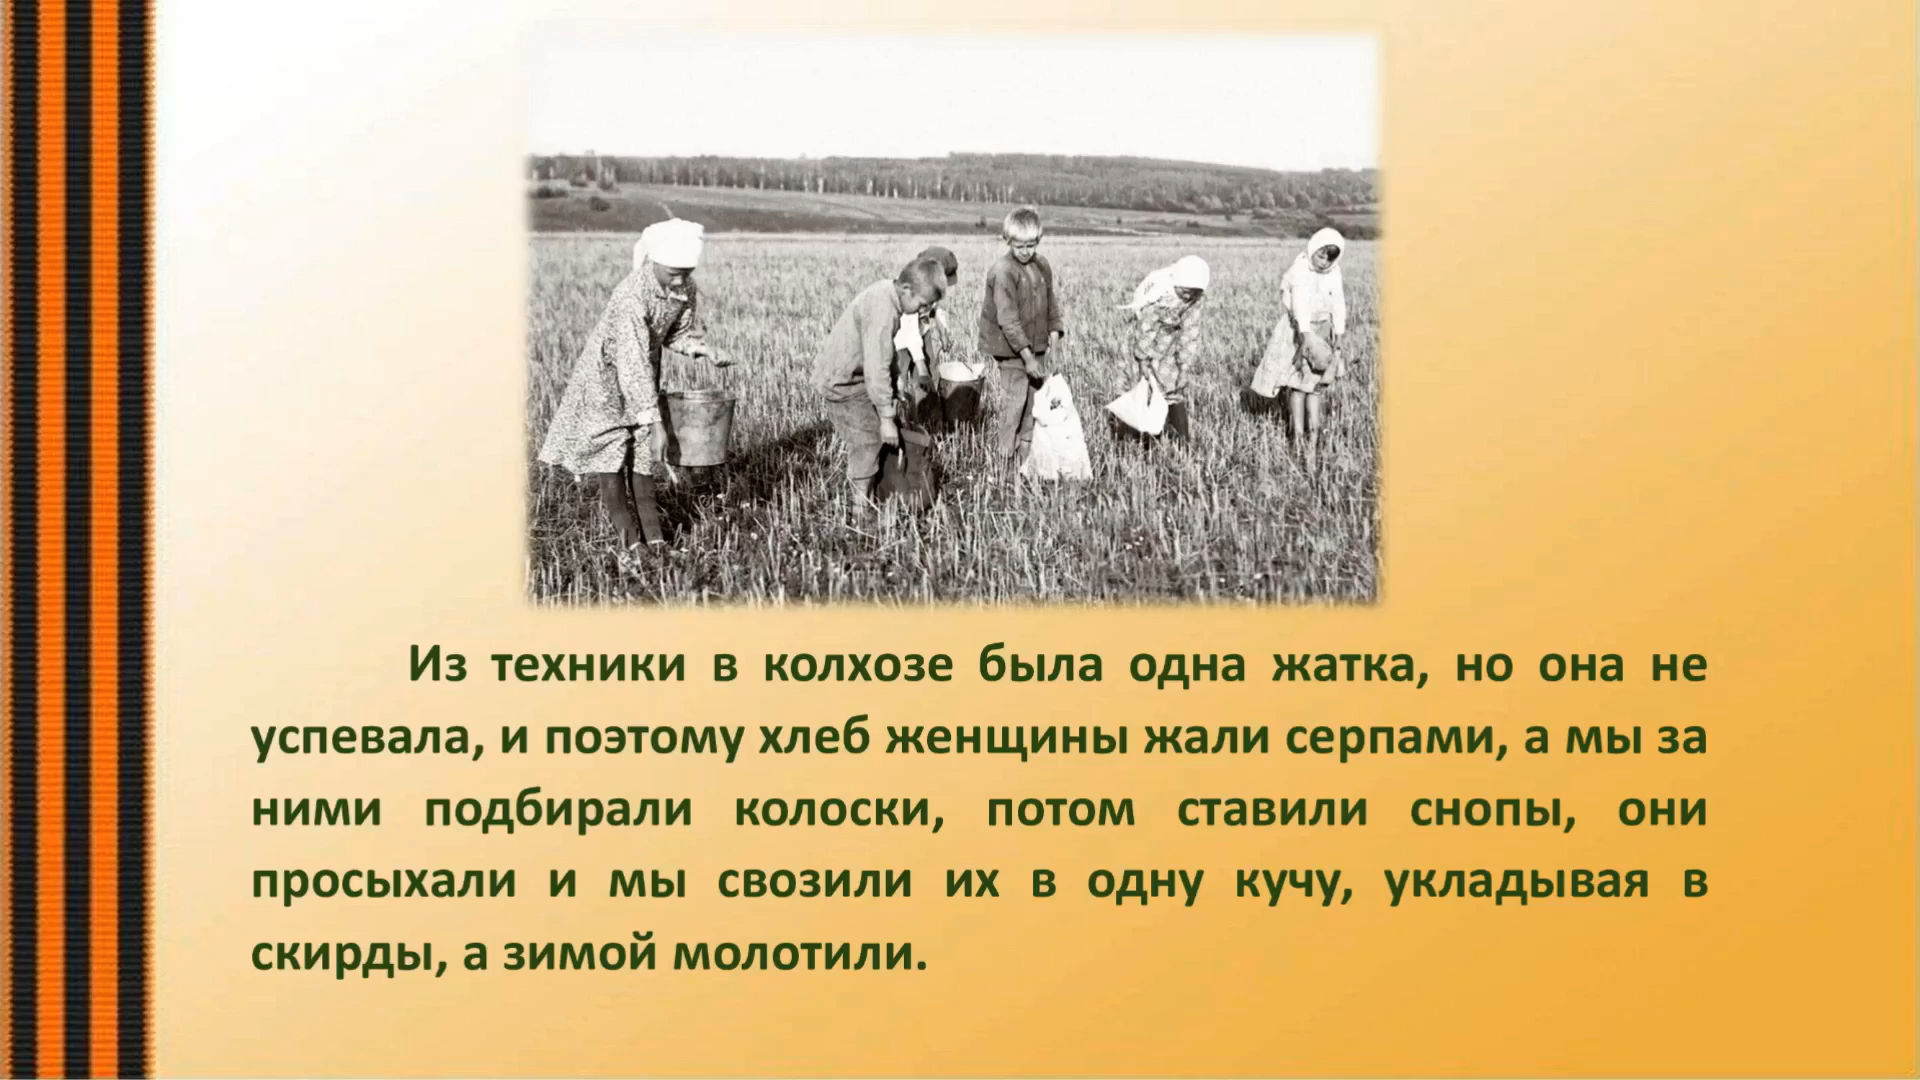 Из техники в колхозе была одна жатка, но она не
успевала, и поэтому хлеб женщины жали серпами, а мы за
ними подбирали колоски, потом ставили снопы, они
просыхали и мы свозили их в одну кучу, укладывая в
скирды, а зимой молотили.